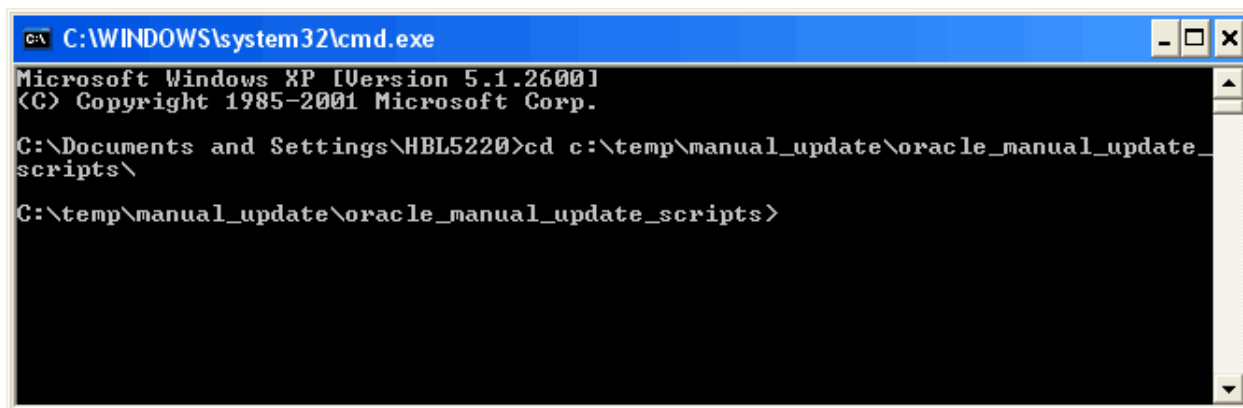 C:\WINDOWS\system32\cmd.exe
Microsoft Windows XP [Version 5.1.2600]
(C) Copyright 1985-2001 Microsoft Corp.
C:\Documents and Settings\HBL5220>cd c:\temp\manual_update\oracle_manual_update_
scripts\
C:\temp\manual_update\oracle_manual_update_scripts>